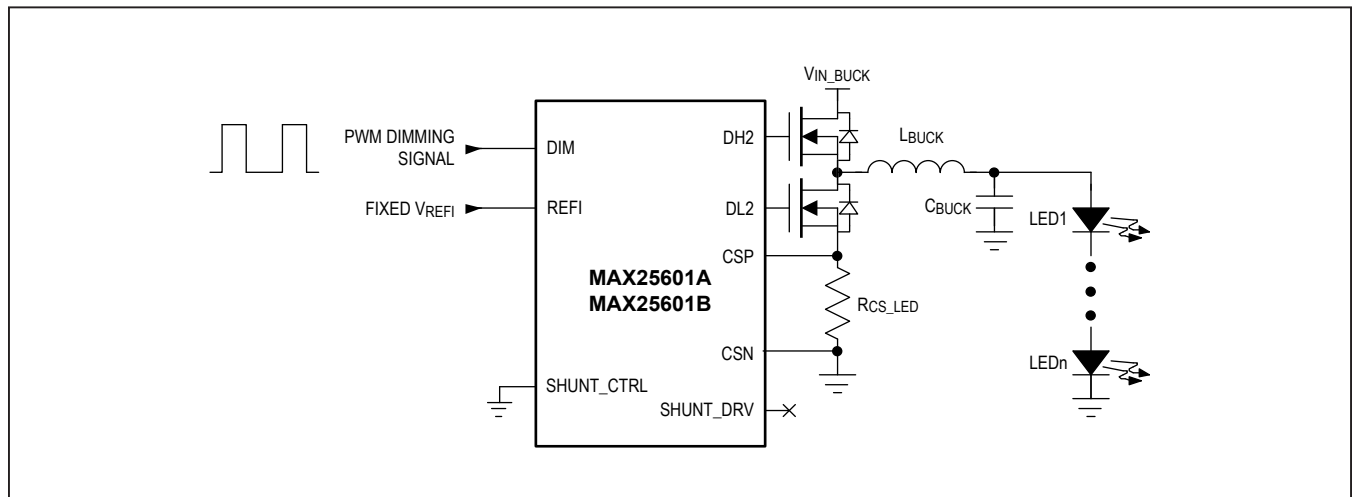 VIN_BUCK
PWM DIMMING
SIGNAL
DIM
DH2
LBUCK
FIXED VREFI
REFI
DL2
CBUCK
LED1
CSP
MAX25601A
MAX25601B
RCS_LED
CSN
LEDn
SHUNT_CTRL
SHUNT_DRV